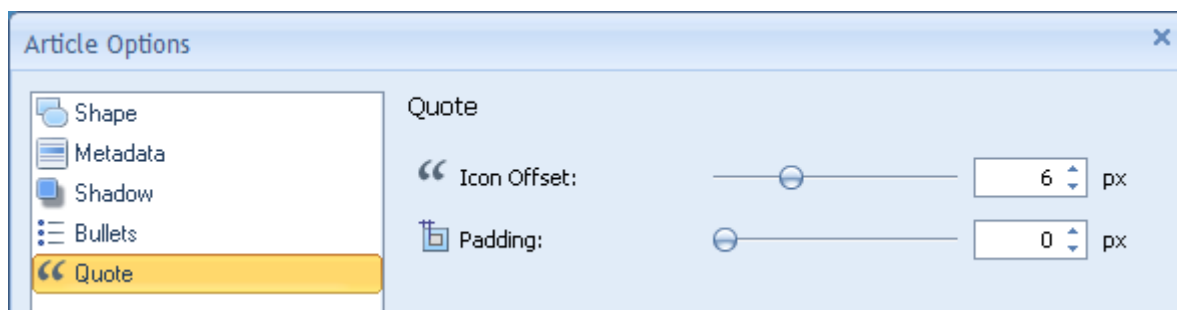 Article Options
Shape
Metadata
Shadow
Bullets
Quote
Quote
Icon Offset: 6 px
Padding: 0 px